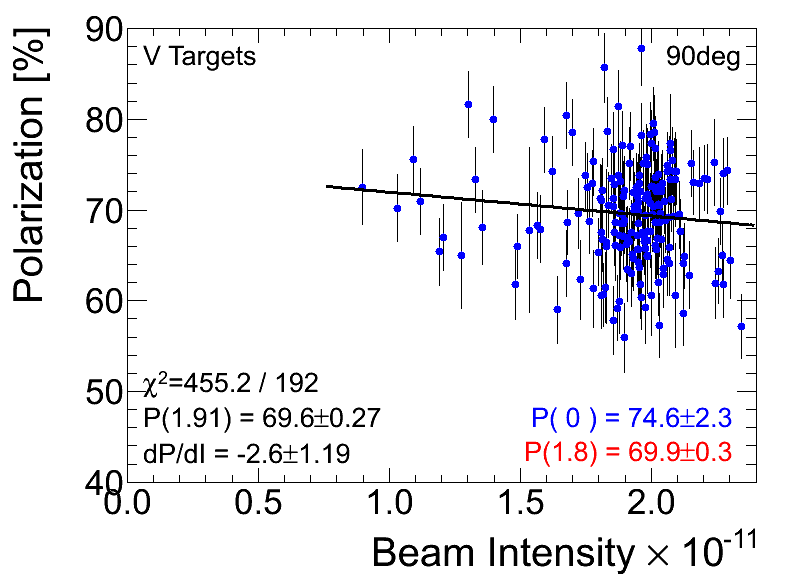 Polarization [%]
90
80
70
60
50
40
V Targets
90deg
χ²=455.2 / 192
P(1.91) = 69.6±0.27
dP/dI = -2.6±1.19
P( 0 ) = 74.6±2.3
P(1.8) = 69.9±0.3
0.0 0.5 1.0 1.5 2.0
Beam Intensity × 10⁻¹¹